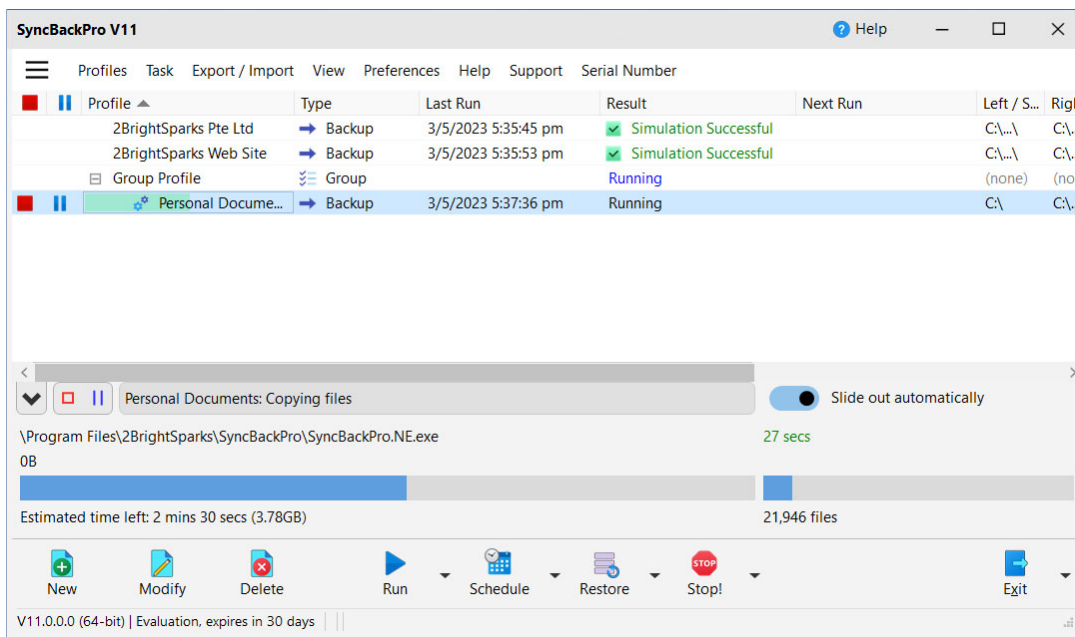 SyncBackPro V11 Help
Profiles Task Export / Import View Preferences Help Support Serial Number
Profile Type Last Run Result Next Run Left / S... Rig
2BrightSparks Pte Ltd Backup 3/5/2023 5:35:45 pm Simulation Successful C:\...\ C:\.
2BrightSparks Web Site Backup 3/5/2023 5:35:53 pm Simulation Successful C:\...\ C:\.
Group Profile Group Running (none) (no
Personal Docume... Backup 3/5/2023 5:37:36 pm Running C:\ C:\.
Personal Documents: Copying files Slide out automatically
\Program Files\2BrightSparks\SyncBackPro\SyncBackPro.NE.exe 27 secs
0B
Estimated time left: 2 mins 30 secs (3.78GB) 21,946 files
STOP
New Modify Delete Run Schedule Restore Stop! Exit
V11.0.0.0 (64-bit) | Evaluation, expires in 30 days